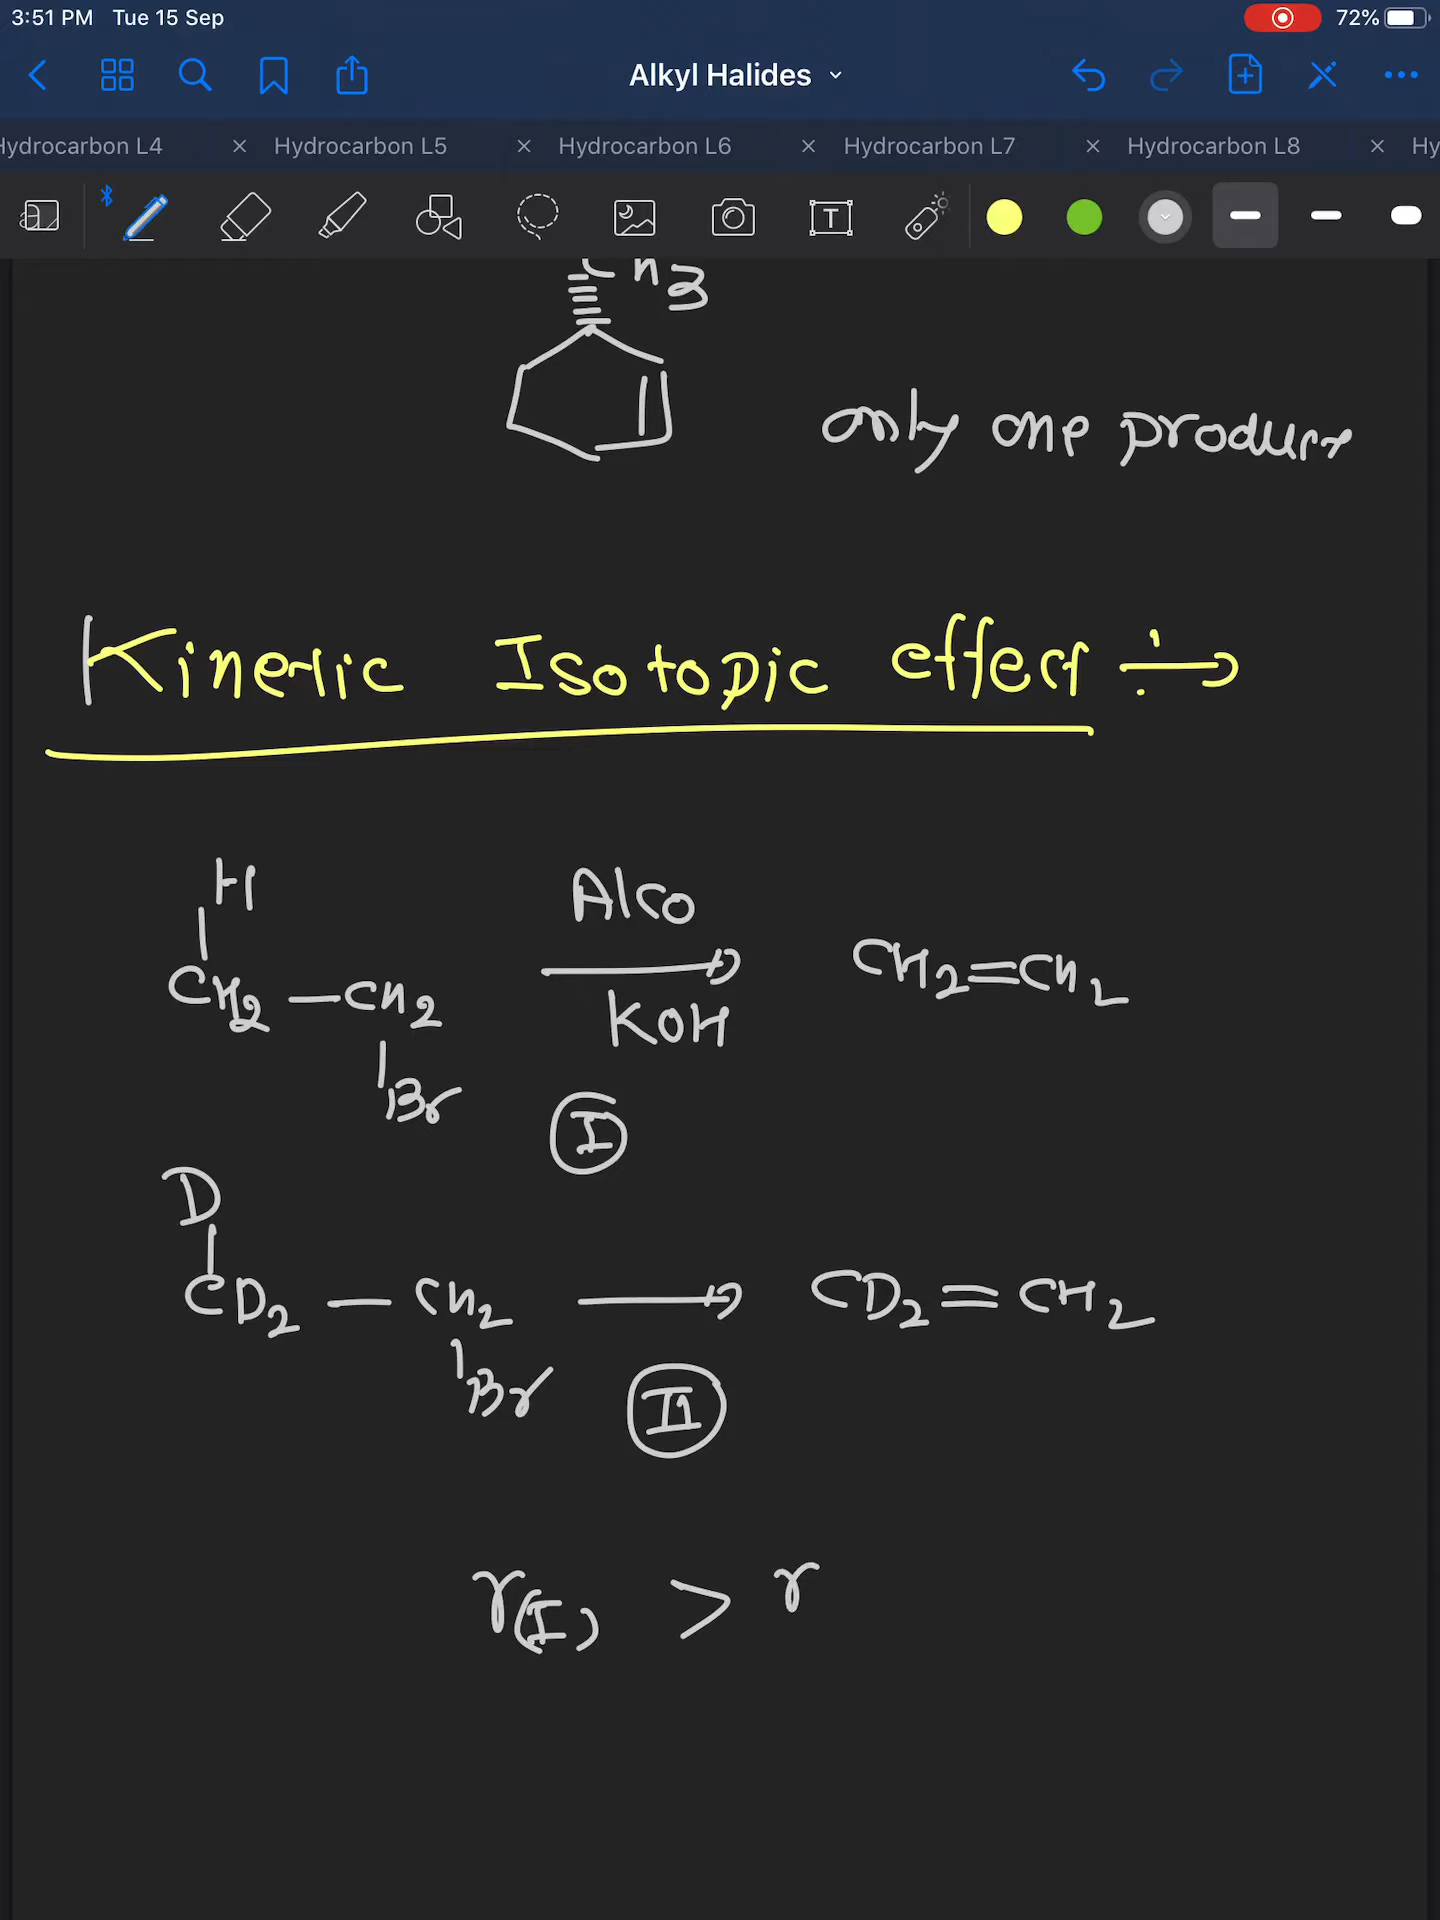 3:51 PM Tue 15 Sep 72%
Alkyl Halides
Hydrocarbon L4 × Hydrocarbon L5 × Hydrocarbon L6 × Hydrocarbon L7 × Hydrocarbon L8 × Hy
T
CH3
only one product
Kinetic Isotopic effect ÷→
H
CH2 — CH2
Br
Alco
KOH
CH2=CH2
I
D
CD2 — CH2
Br
→ CD2 = CH2
II
r(I) > r